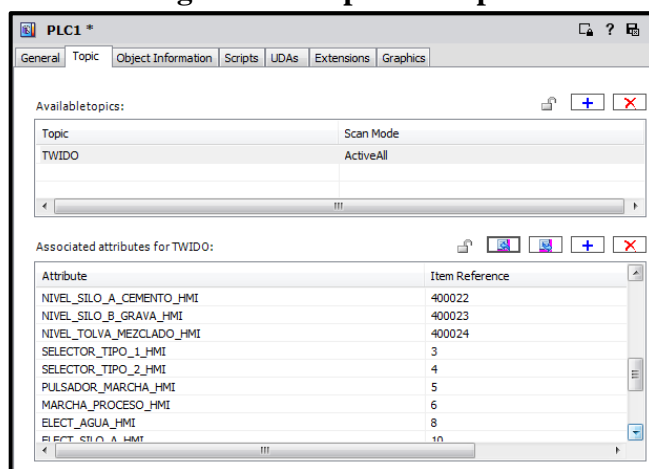 PLC1 *
?
General Topic Object Information Scripts UDAs Extensions Graphics
Availabletopics:
Topic Scan Mode
TWIDO ActiveAll
Associated attributes for TWIDO:
Attribute Item Reference
NIVEL_SILO_A_CEMENTO_HMI 400022
NIVEL_SILO_B_GRAVA_HMI 400023
NIVEL_TOLVA_MEZCLADO_HMI 400024
SELECTOR_TIPO_1_HMI 3
SELECTOR_TIPO_2_HMI 4
PULSADOR_MARCHA_HMI 5
MARCHA_PROCESO_HMI 6
ELECT_AGUA_HMI 8
ELECT_SILO_A_HMI 10